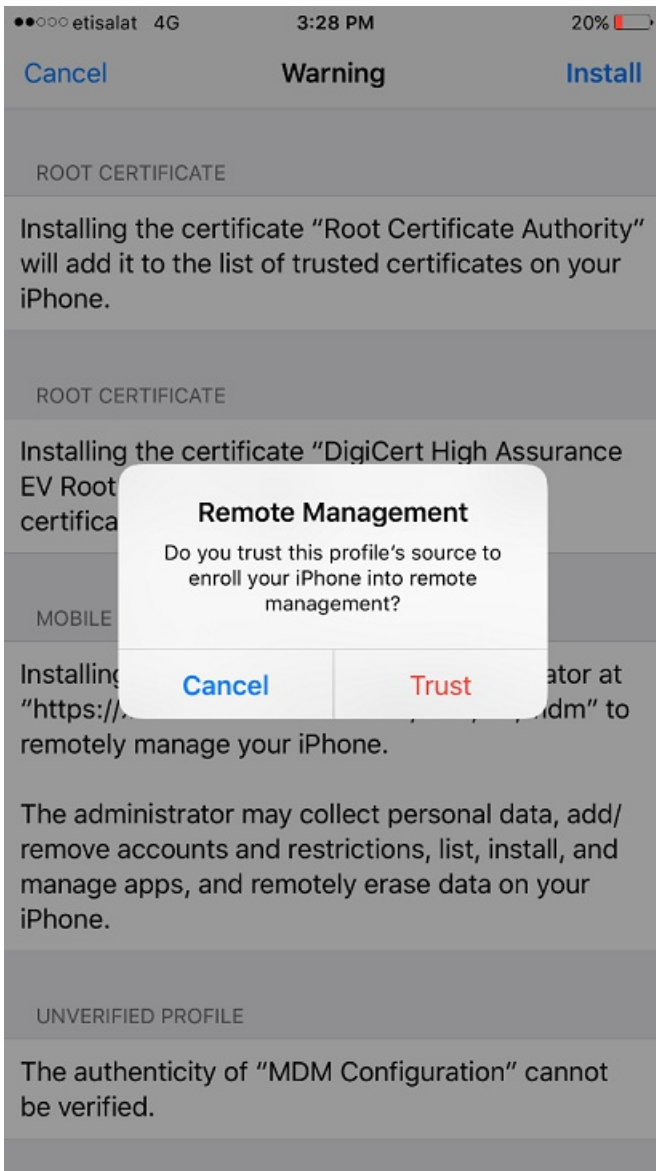 etisalat 4G 3:28 PM 20%
Cancel Warning Install
ROOT CERTIFICATE
Installing the certificate “Root Certificate Authority”
will add it to the list of trusted certificates on your
iPhone.
ROOT CERTIFICATE
Installing the certificate “DigiCert High Assurance
EV Root
Remote Management
Do you trust this profile’s source to
enroll your iPhone into remote
management?
Cancel Trust
MOBILE
Installing
“https:// to
remotely manage your iPhone.
The administrator may collect personal data, add/
remove accounts and restrictions, list, install, and
manage apps, and remotely erase data on your
iPhone.
UNVERIFIED PROFILE
The authenticity of “MDM Configuration” cannot
be verified.